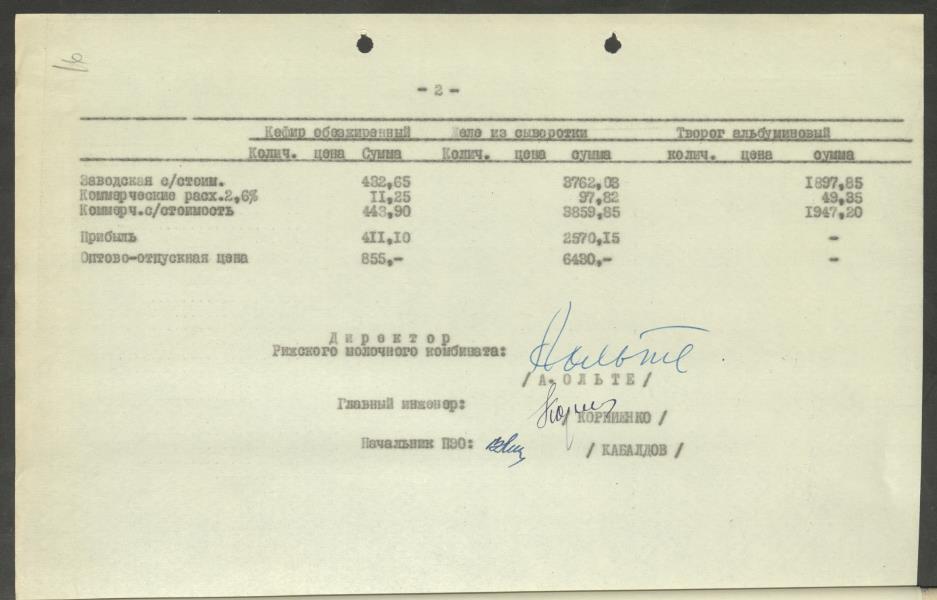 - 2 -
Кефир обезжиренный Желе из сыворотки Творог альбуминовый
Колич. цена Сумма Колич. цена сумма колич. цена сумма
Заводская с/стоим. 432,65 3762,03 1897,85
Коммерческие расх.2,6% 11,25 97,82 49,35
Коммерч.с/стоимость 443,90 3859,85 1947,20
Прибыль 411,10 2570,15 -
Оптово-отпускная цена 855,- 6430,- -
Директор
Рижского молочного комбината:
/ А. ОЛЬТЕ /
Главный инженер: КОРНИЕНКО /
Начальник ПЭО: / КАБАЛДОВ /